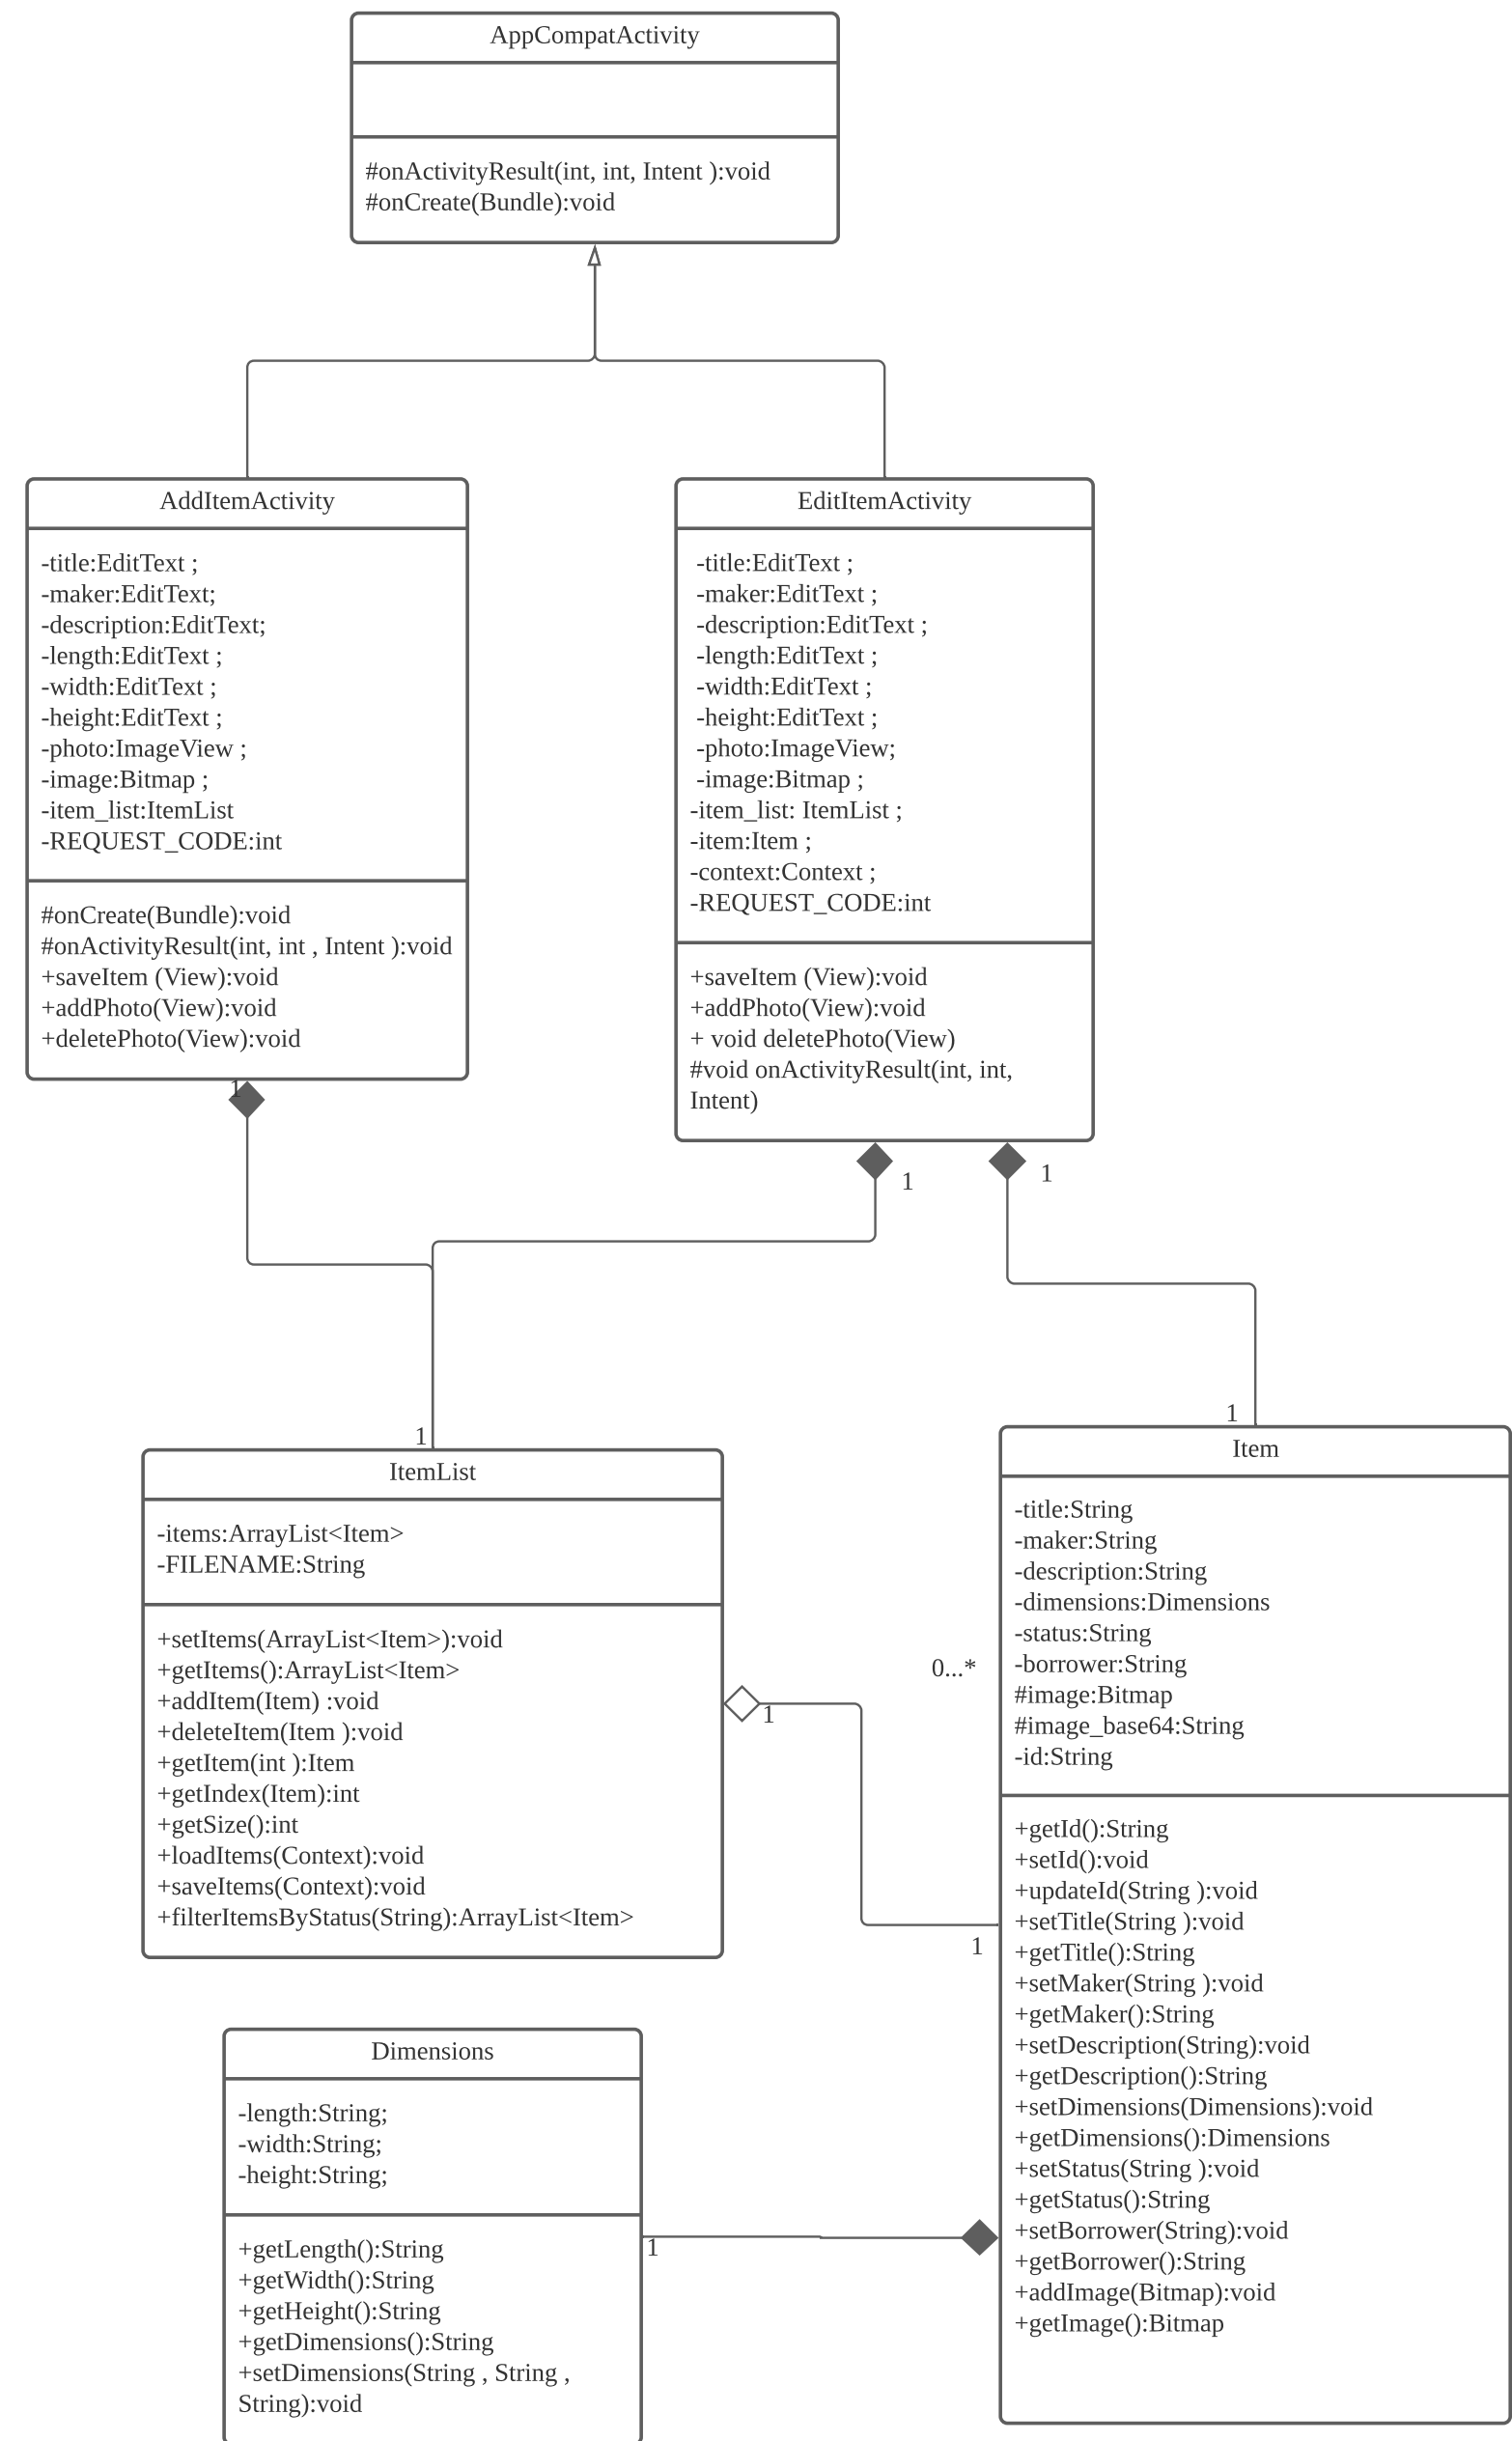 AppCompatActivity
#onActivityResult(int, int, Intent ):void
#onCreate(Bundle):void
AddItemActivity
-title:EditText ;
-maker:EditText;
-description:EditText;
-length:EditText ;
-width:EditText ;
-height:EditText ;
-photo:ImageView ;
-image:Bitmap ;
-item_list:ItemList
-REQUEST_CODE:int
#onCreate(Bundle):void
#onActivityResult(int, int , Intent ):void
+saveItem (View):void
+addPhoto(View):void
+deletePhoto(View):void
1
EditItemActivity
-title:EditText ;
-maker:EditText ;
-description:EditText ;
-length:EditText ;
-width:EditText ;
-height:EditText ;
-photo:ImageView;
-image:Bitmap ;
-item_list: ItemList ;
-item:Item ;
-context:Context ;
-REQUEST_CODE:int
+saveItem (View):void
+addPhoto(View):void
+ void deletePhoto(View)
#void onActivityResult(int, int,
Intent)
1
1
1
ItemList
-items:ArrayList<Item>
-FILENAME:String
+setItems(ArrayList<Item>):void
+getItems():ArrayList<Item>
+addItem(Item) :void
+deleteItem(Item ):void
+getItem(int ):Item
+getIndex(Item):int
+getSize():int
+loadItems(Context):void
+saveItems(Context):void
+filterItemsByStatus(String):ArrayList<Item>
1
0...*
1
1
Item
-title:String
-maker:String
-description:String
-dimensions:Dimensions
-status:String
-borrower:String
#image:Bitmap
#image_base64:String
-id:String
+getId():String
+setId():void
+updateId(String ):void
+setTitle(String ):void
+getTitle():String
+setMaker(String ):void
+getMaker():String
+setDescription(String):void
+getDescription():String
+setDimensions(Dimensions):void
+getDimensions():Dimensions
+setStatus(String ):void
+getStatus():String
+setBorrower(String):void
+getBorrower():String
+addImage(Bitmap):void
+getImage():Bitmap
Dimensions
-length:String;
-width:String;
-height:String;
+getLength():String
+getWidth():String
+getHeight():String
+getDimensions():String
+setDimensions(String , String ,
String):void
1